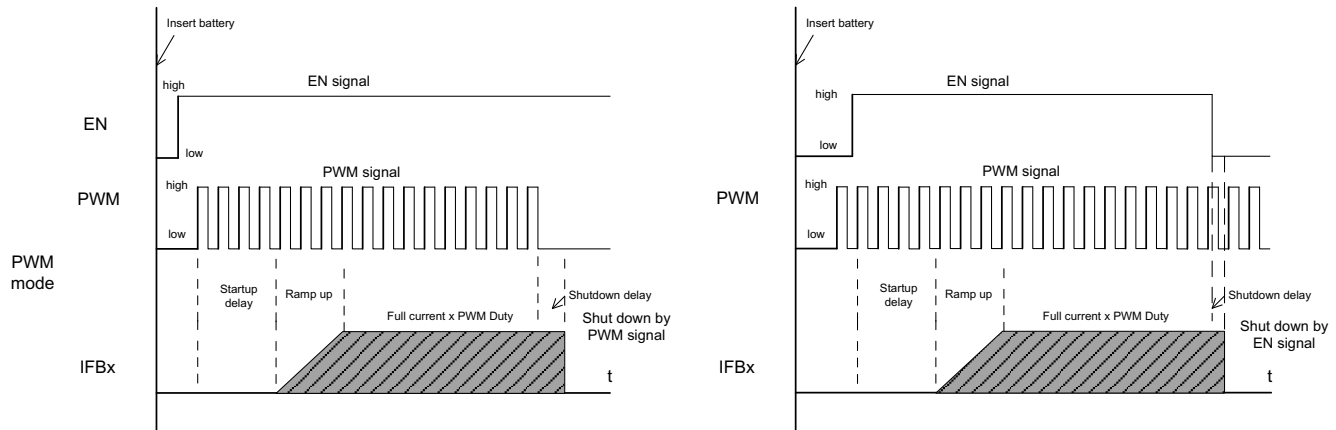 Insert battery
high
EN signal
EN
low
PWM signal
high
PWM
low
PWM
mode
Startup
delay
Ramp up
Shutdown delay
Full current x PWM Duty
Shut down by
PWM signal
IFBx
t
Insert battery
high
EN signal
low
PWM signal
high
PWM
low
Startup
delay
Ramp up
Shutdown delay
Full current x PWM Duty
Shut down by
EN signal
IFBx
t